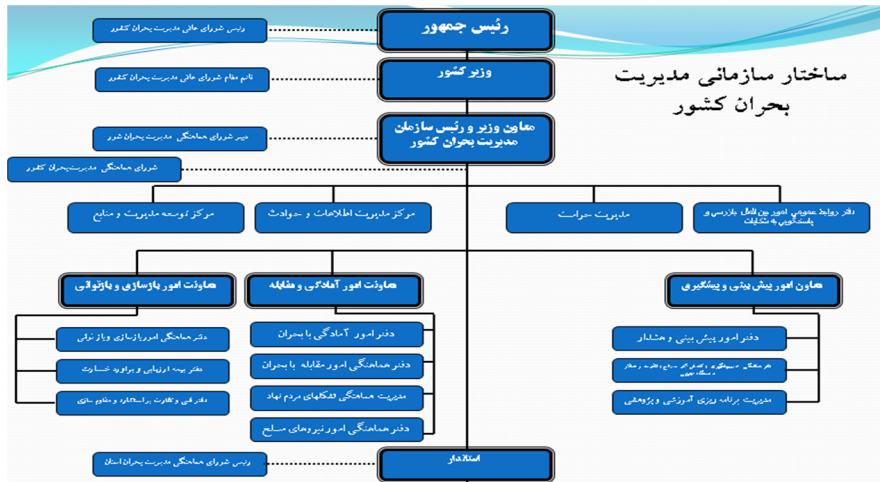 ساختار سازمانی مدیریت
بحران کشور
رئیس جمهور
رئیس شورای عالی مدیریت بحران کشور
وزیر کشور
قائم مقام شورای عالی مدیریت بحران کشور
معاون وزیر و رئیس سازمان
مدیریت بحران کشور
دبیر شورای هماهنگی مدیریت بحران
شورای هماهنگی مدیریت بحران کشور
دفتر روابط عمومی امور بین الملل بازرسی و
پاسخگویی به شکایات
مدیریت حراست
مرکز مدیریت اطلاعات و حوادث
مرکز توسعه مدیریت و منابع
معاون امور پیش بینی و پیشگیری
دفتر امور پیش بینی و هشدار
مدیریت برنامه ریزی آموزشی و پژوهشی
معاونت امور آمادگی و مقابله
دفتر امور آمادگی با بحران
دفتر هماهنگی امور مقابله با بحران
مدیریت هماهنگی تشکلهای مردم نهاد
دفتر هماهنگی امور نیروهای مسلح
معاونت امور بازسازی و بازتوانی
دفتر هماهنگی امور بازسازی و باز توانی
دفتر بیمه ارزیابی و براورد خسارت
دفتر فنی و نظارت بر استاندارد و مقاوم سازی
استاندار
رئیس شورای هماهنگی مدیریت بحران استان